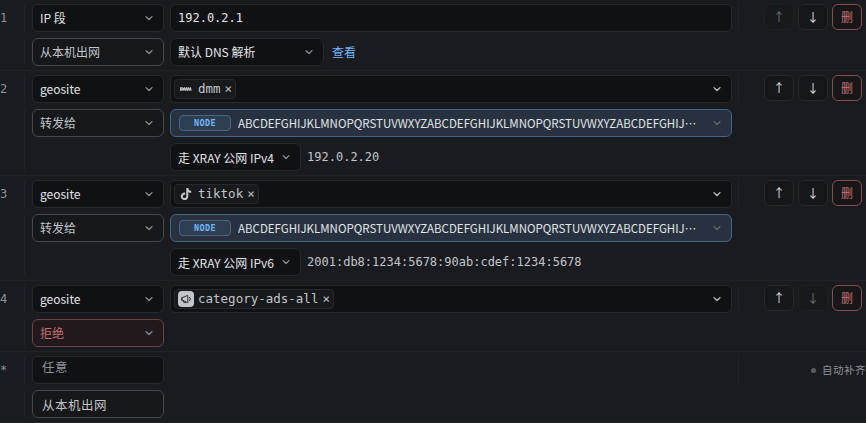 1 IP 段 192.0.2.1 ↑ ↓ 删
从本机出网 默认 DNS 解析 查看
2 geosite dmm × ↑ ↓ 删
转发给 NODE ABCDEFGHIJKLMNOPQRSTUVWXYZABCDEFGHIJKLMNOPQRSTUVWXYZABCDEFGHIJ···
走 XRAY 公网 IPv4 192.0.2.20
3 geosite tiktok × ↑ ↓ 删
转发给 NODE ABCDEFGHIJKLMNOPQRSTUVWXYZABCDEFGHIJKLMNOPQRSTUVWXYZABCDEFGHIJ···
走 XRAY 公网 IPv6 2001:db8:1234:5678:90ab:cdef:1234:5678
4 geosite category-ads-all × ↑ ↓ 删
拒绝
* 任意 自动补齐
从本机出网